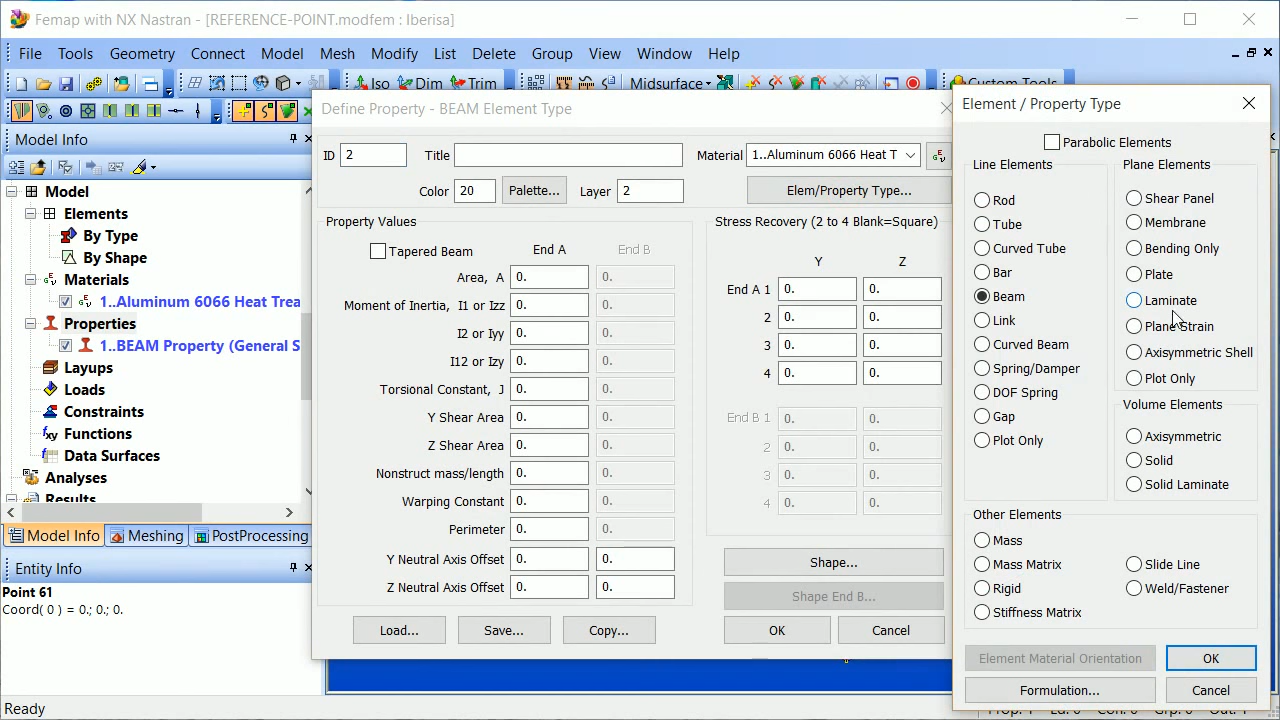 Femap with NX Nastran - [REFERENCE-POINT.modfem : Iberisa]
File Tools Geometry Connect Model Mesh Modify List Delete Group View Window Help
Iso Dim Trim Midsurface Custom Tools
Model Info
Model
Elements
By Type
By Shape
Materials
1..Aluminum 6066 Heat Trea
Properties
1..BEAM Property (General S
Layups
Loads
Constraints
Functions
Data Surfaces
Analyses
Results
Model Info Meshing PostProcessing
Entity Info
Point 61
Coord( 0 ) = 0.; 0.; 0.
Ready
Define Property - BEAM Element Type
ID 2 Title Material 1..Aluminum 6066 Heat T
Color 20 Palette... Layer 2 Elem/Property Type...
Property Values
Tapered Beam End A End B
Area, A 0. 0.
Moment of Inertia, I1 or Izz 0. 0.
I2 or Iyy 0. 0.
I12 or Izy 0. 0.
Torsional Constant, J 0. 0.
Y Shear Area 0. 0.
Z Shear Area 0. 0.
Nonstruct mass/length 0. 0.
Warping Constant 0. 0.
Perimeter 0. 0.
Y Neutral Axis Offset 0. 0.
Z Neutral Axis Offset 0. 0.
Stress Recovery (2 to 4 Blank=Square)
Y Z
End A 1 0. 0.
2 0. 0.
3 0. 0.
4 0. 0.
End B 1 0. 0.
2 0. 0.
3 0. 0.
4 0. 0.
Shape...
Shape End B...
Load... Save... Copy... OK Cancel
Element / Property Type
Parabolic Elements
Line Elements
Rod
Tube
Curved Tube
Bar
Beam
Link
Curved Beam
Spring/Damper
DOF Spring
Gap
Plot Only
Plane Elements
Shear Panel
Membrane
Bending Only
Plate
Laminate
Plane Strain
Axisymmetric Shell
Plot Only
Volume Elements
Axisymmetric
Solid
Solid Laminate
Other Elements
Mass
Mass Matrix Slide Line
Rigid Weld/Fastener
Stiffness Matrix
Element Material Orientation OK
Formulation... Cancel